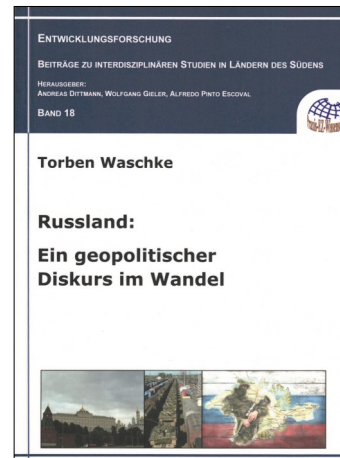 ENTWICKLUNGSFORSCHUNG
BEITRÄGE ZU INTERDISZIPLINÄREN STUDIEN IN LÄNDERN DES SÜDENS
HERAUSGEBER:
ANDREAS DITTMANN, WOLFGANG GIELER, ALFREDO PINTO ESCOVAL
BAND 18
Torben Waschke
Russland:
Ein geopolitischer
Diskurs im Wandel